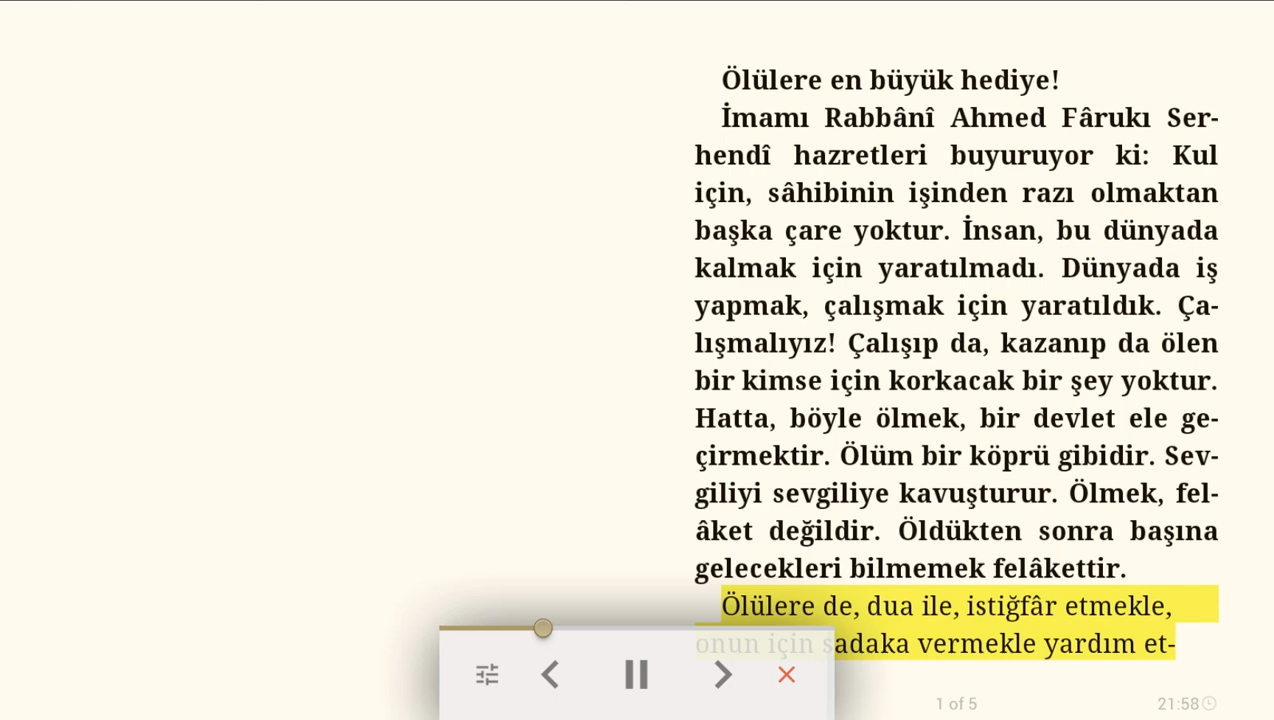 Ölülere en büyük hediye!
İmamı Rabbânî Ahmed Fârukı Ser-
hendî hazretleri buyuruyor ki: Kul
için, sâhibinin işinden razı olmaktan
başka çare yoktur. İnsan, bu dünyada
kalmak için yaratılmadı. Dünyada iş
yapmak, çalışmak için yaratıldık. Ça-
lışmalıyız! Çalışıp da, kazanıp da ölen
bir kimse için korkacak bir şey yoktur.
Hatta, böyle ölmek, bir devlet ele ge-
çirmektir. Ölüm bir köprü gibidir. Sev-
giliyi sevgiliye kavuşturur. Ölmek, fel-
âket değildir. Öldükten sonra başına
gelecekleri bilmemek felâkettir.
Ölülere de, dua ile, istiğfâr etmekle,
onun için sadaka vermekle yardım et-
1 of 5
21:58